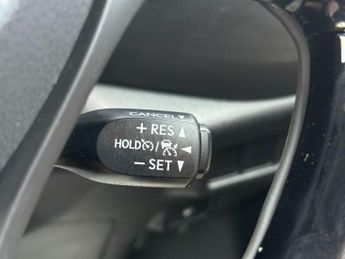 CANCEL▼
+ RES ▲
HOLD / ◄
− SET ▼